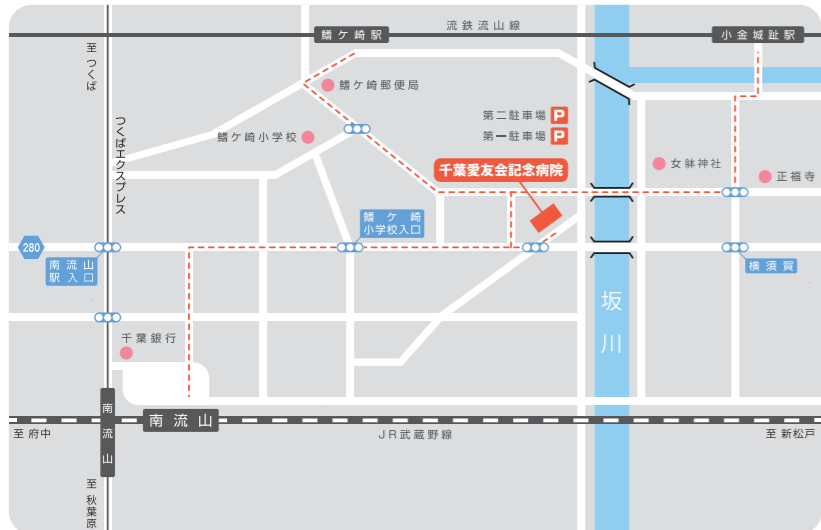 流鉄流山線
鰭ケ崎駅
小金城趾駅
至 つくば
鰭ケ崎郵便局
第二駐車場 P
第一駐車場 P
つくばエクスプレス
鰭ケ崎小学校
千葉愛友会記念病院
女躰神社
正福寺
鰭ケ崎
小学校入口
280
南流山
駅入口
横須賀
坂川
千葉銀行
南流山
南流山
至 府中
JR武蔵野線
至 新松戸
至 秋葉原